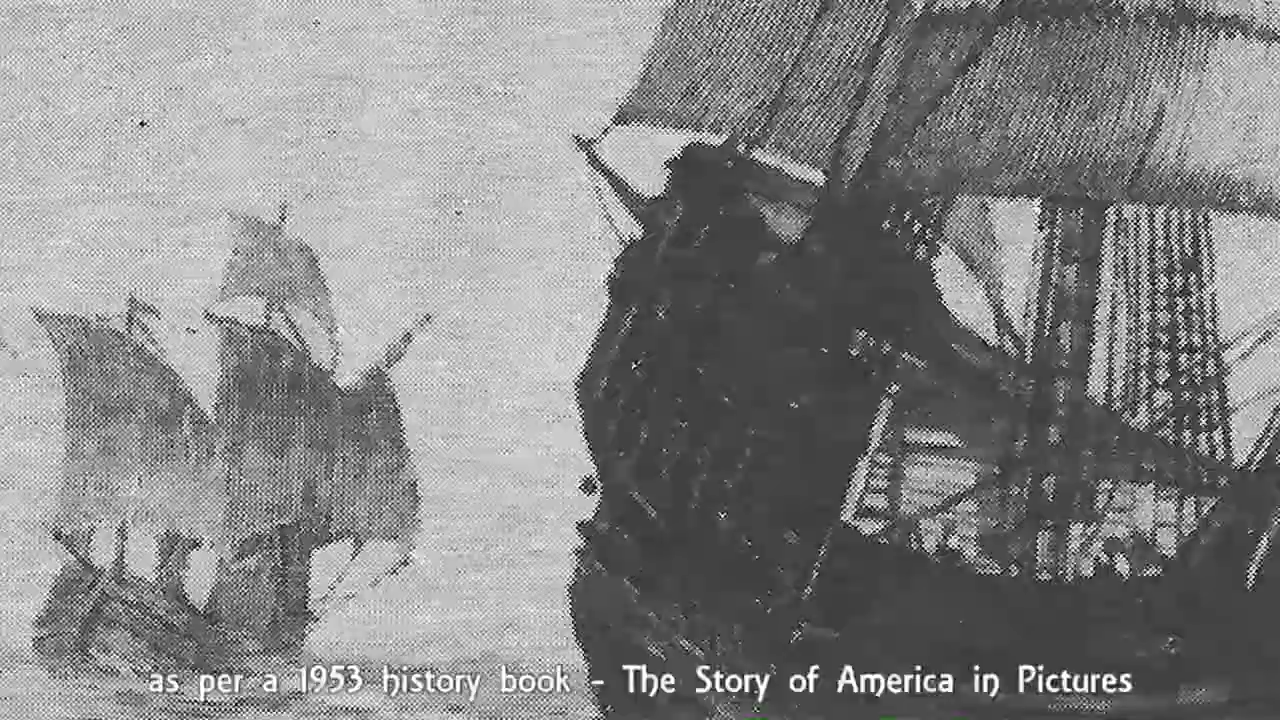 as per a 1953 history book - The Story of America in Pictures